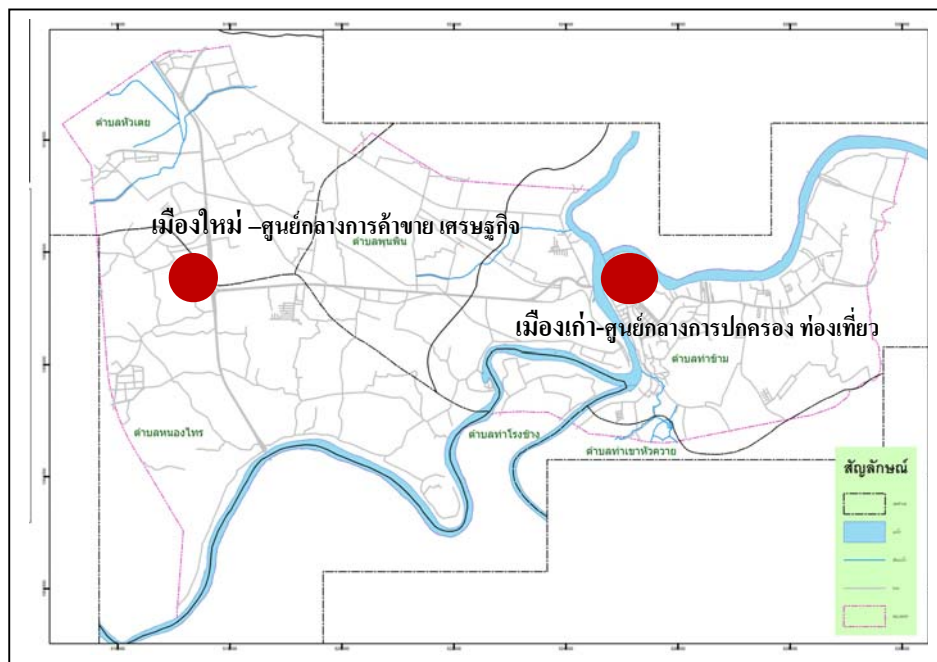 ตำบลหัวเตย
เมืองใหม่ –ศูนย์กลางการค้าขาย เศรษฐกิจ
ตำบลพุนพิน
เมืองเก่า-ศูนย์กลางการปกครอง ท่องเที่ยว
ตำบลท่าข้าม
ตำบลหนองไทร
ตำบลท่าโรงช้าง
ตำบลท่าเขาหัวควาย
สัญลักษณ์